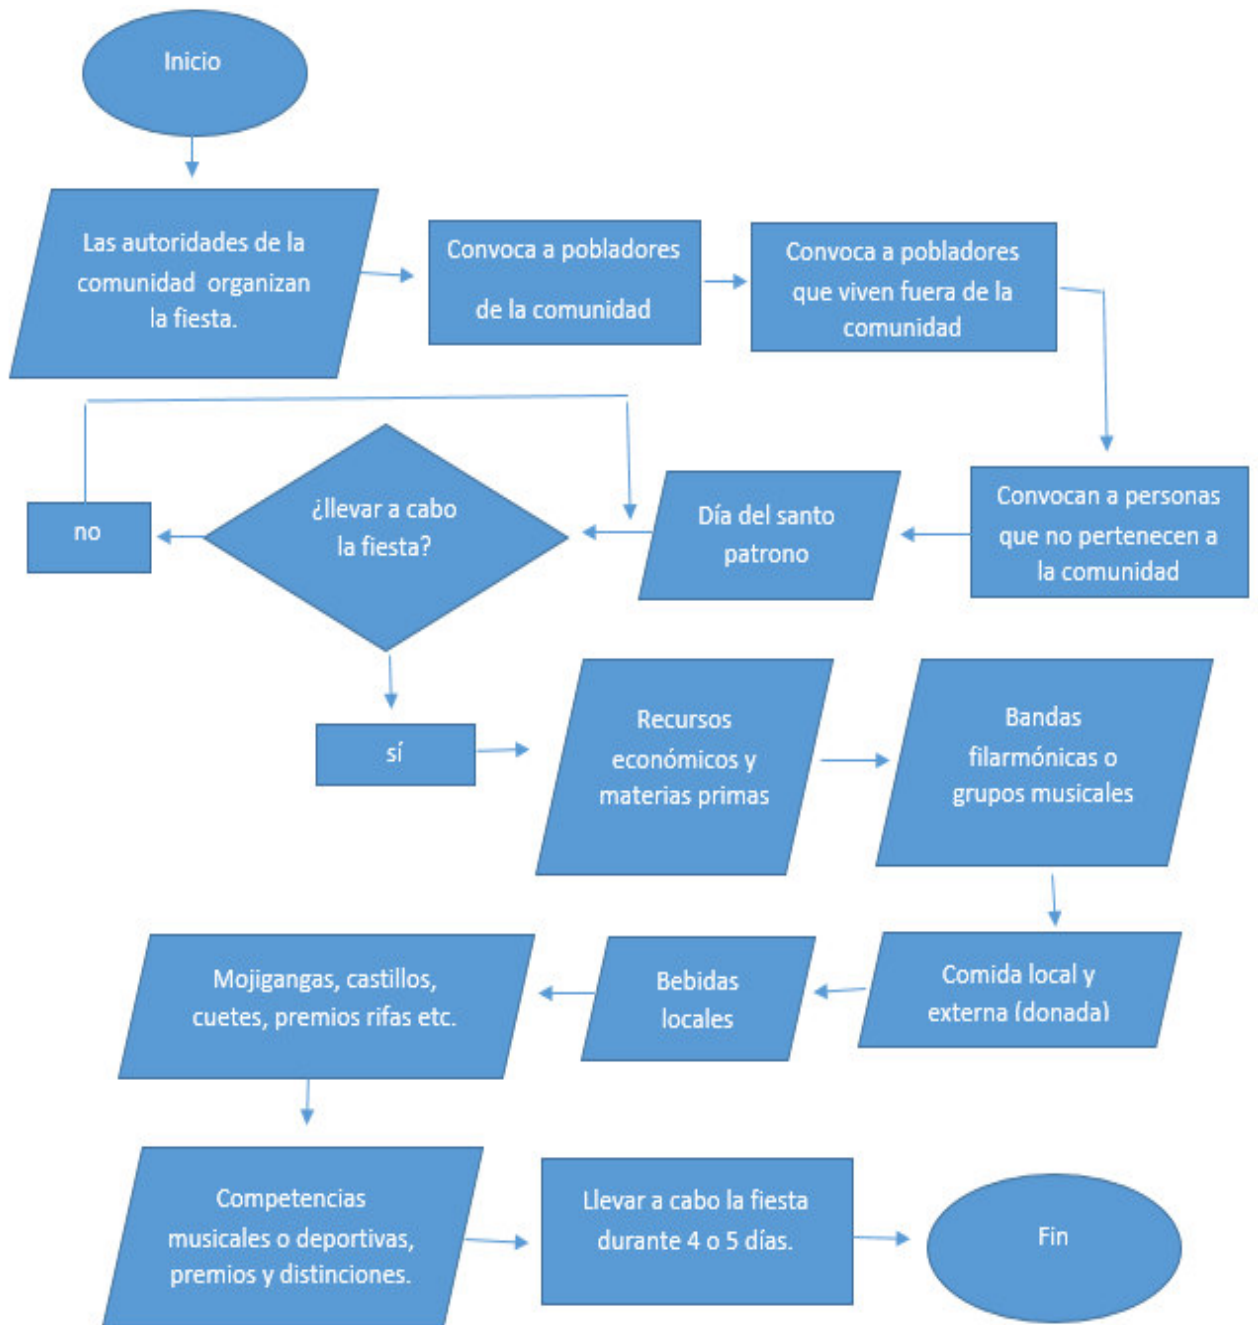 Inicio
Las autoridades de la
comunidad organizan
la fiesta.
Convoca a pobladores
de la comunidad
Convoca a pobladores
que viven fuera de la
comunidad
Convocan a personas
que no pertenecen a
la comunidad
Día del santo
patrono
¿llevar a cabo
la fiesta?
no
sí
Recursos
económicos y
materias primas
Bandas
filarmónicas o
grupos musicales
Comida local y
externa (donada)
Bebidas
locales
Mojigangas, castillos,
cuetes, premios rifas etc.
Competencias
musicales o deportivas,
premios y distinciones.
Llevar a cabo la fiesta
durante 4 o 5 días.
Fin